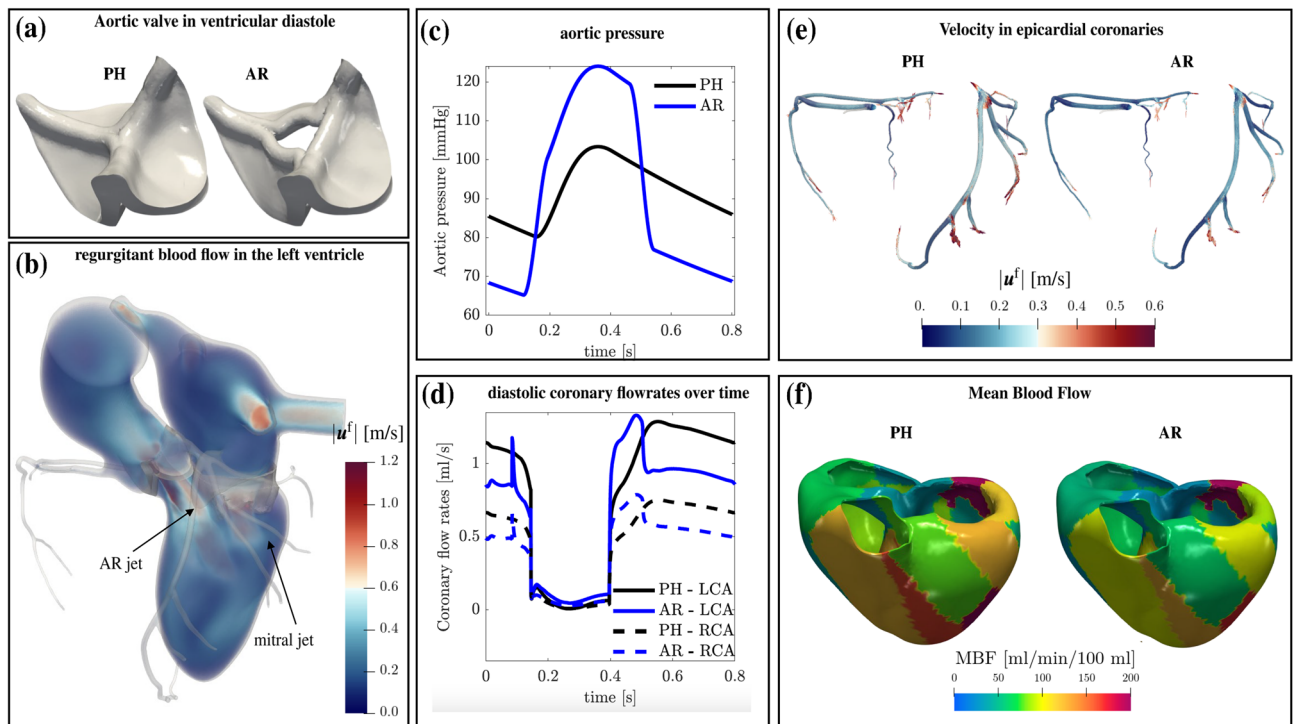 (a)
Aortic valve in ventricular diastole
PH
AR
(b)
regurgitant blood flow in the left ventricle
|u^f| [m/s]
1.2
1.0
0.8
0.6
0.4
0.2
0.0
AR jet
mitral jet
(c)
aortic pressure
Aortic pressure [mmHg]
120
110
100
90
80
70
60
PH
AR
0
0.2
0.4
0.6
0.8
time [s]
(d)
diastolic coronary flowrates over time
Coronary flow rates [ml/s]
1
0.5
0
PH - LCA
AR - LCA
PH - RCA
AR - RCA
0
0.2
0.4
0.6
0.8
time [s]
(e)
Velocity in epicardial coronaries
PH
AR
|u^f| [m/s]
0. 0.1 0.2 0.3 0.4 0.5 0.6
(f)
Mean Blood Flow
PH
AR
MBF [ml/min/100 ml]
0 50 100 150 200